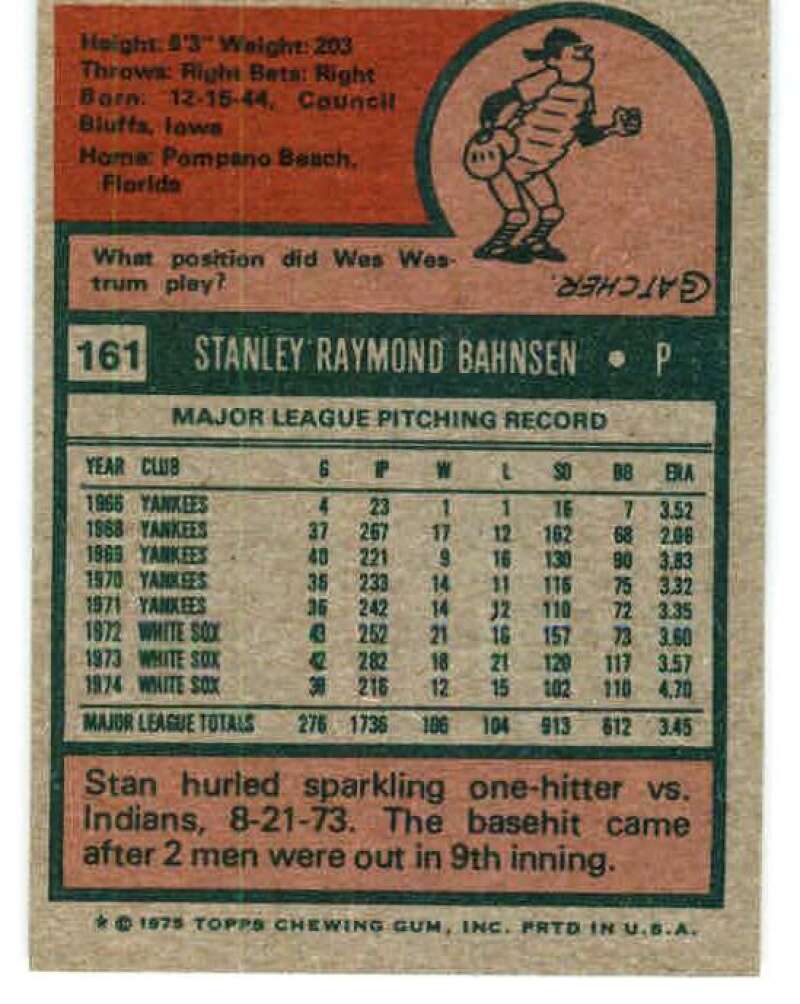 Height: 6'3" Weight: 203
Throws: Right Bats: Right
Born: 12-15-44, Council
Bluffs, Iowa
Home: Pompano Beach,
Florida
What position did Wes Wes-
trum play?
CATCHER.
161 STANLEY RAYMOND BAHNSEN • P
MAJOR LEAGUE PITCHING RECORD
YEAR CLUB G IP W L SO BB ERA
1966 YANKEES 4 23 1 1 16 7 3.52
1968 YANKEES 37 267 17 12 162 68 2.06
1969 YANKEES 40 221 9 16 130 90 3.83
1970 YANKEES 36 233 14 11 116 75 3.32
1971 YANKEES 36 242 14 12 110 72 3.35
1972 WHITE SOX 43 252 21 16 157 73 3.60
1973 WHITE SOX 42 282 18 21 120 117 3.57
1974 WHITE SOX 38 216 12 15 102 110 4.70
MAJOR LEAGUE TOTALS 276 1736 106 104 913 612 3.45
Stan hurled sparkling one-hitter vs.
Indians, 8-21-73. The basehit came
after 2 men were out in 9th inning.
* © 1975 TOPPS CHEWING GUM, INC. PRTD IN U.S.A.